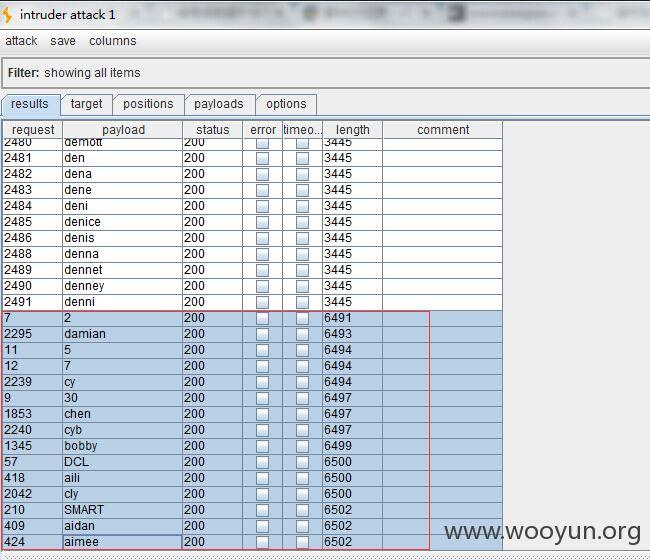 intruder attack 1
attack save columns
Filter: showing all items
results target positions payloads options
request payload status error timeo... length comment
2480 demott 200 3445
2481 den 200 3445
2482 dena 200 3445
2483 dene 200 3445
2484 deni 200 3445
2485 denice 200 3445
2486 denis 200 3445
2488 denna 200 3445
2489 dennet 200 3445
2490 denney 200 3445
2491 denni 200 3445
7 2 200 6491
2295 damian 200 6493
11 5 200 6494
12 7 200 6494
2239 cy 200 6494
9 30 200 6497
1853 chen 200 6497
2240 cyb 200 6497
1345 bobby 200 6499
57 DCL 200 6500
418 aili 200 6500
2042 cly 200 6500
210 SMART 200 6502
409 aidan 200 6502
424 aimee 200 6502
www.wooyun.org